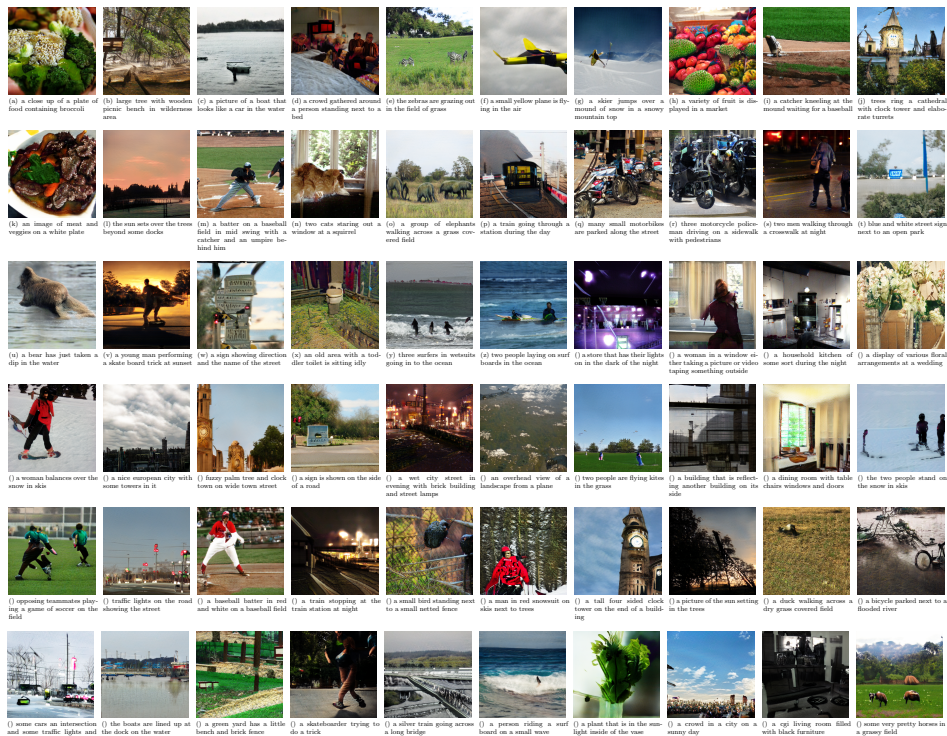 (a) a close up of a plate of
food containing broccoli
(b) large tree with wooden
picnic bench in wilderness
area
(c) a picture of a boat that
looks like a car in the water
(d) a crowd gathered around
a person standing next to a
bed
(e) the zebras are grazing out
in the field of grass
(f) a small yellow plane is fly-
ing in the air
(g) a skier jumps over a
mound of snow in a snowy
mountain top
(h) a variety of fruit is dis-
played in a market
(i) a catcher kneeling at the
mound waiting for a baseball
(j) trees ring a cathedral
with clock tower and elabo-
rate turrets
(k) an image of meat and
veggies on a white plate
(l) the sun sets over the trees
beyond some docks
(m) a batter on a baseball
field in mid swing with a
catcher and an umpire be-
hind him
(n) two cats staring out a
window at a squirrel
(o) a group of elephants
walking across a grass cov-
ered field
(p) a train going through a
station during the day
(q) many small motorbikes
are parked along the street
(r) three motorcycle police-
man driving on a sidewalk
with pedestrians
(s) two men walking through
a crosswalk at night
(t) blue and white street sign
next to an open park
(u) a bear has just taken a
dip in the water
(v) a young man performing
a skate board trick at sunset
(w) a sign showing direction
and the name of the street
(x) an old area with a tod-
dler toilet is sitting idly
(y) three surfers in wetsuits
going in to the ocean
(z) two people laying on surf
boards in the ocean
() a store that has their lights
on in the dark of the night
() a woman in a window ei-
ther taking a picture or video
taping something outside
() a household kitchen of
some sort during the night
() a display of various floral
arrangements at a wedding
() a woman balances over the
snow in skis
() a nice european city with
some towers in it
() fuzzy palm tree and clock
town on wide town street
() a sign is shown on the side
of a road
() a wet city street in
evening with brick building
and street lamps
() an overhead view of a
landscape from a plane
() two people are flying kites
in the grass
() a building that is reflect-
ing another building on its
side
() a dining room with table
chairs windows and doors
() the two people stand on
the snow in skis
() opposing teammates play-
ing a game of soccer on the
field
() traffic lights on the road
showing the street
() a baseball batter in red
and white on a baseball field
() a train stopping at the
train station at night
() a small bird standing next
to a small netted fence
() a man in red snowsuit on
skis next to trees
() a tall four sided clock
tower on the end of a build-
ing
() a picture of the sun setting
in the trees
() a duck walking across a
dry grass covered field
() a bicycle parked next to a
flooded river
() some cars an intersection
and some traffic lights and
() the boats are lined up at
the dock on the water
() a green yard has a little
bench and brick fence
() a skateboarder trying to
do a trick
() a silver train going across
a long bridge
() a person riding a surf
board on a small wave
() a plant that is in the sun-
light inside of the vase
() a crowd in a city on a
sunny day
() a cgi living room filled
with black furniture
() some very pretty horses in
a grassy field